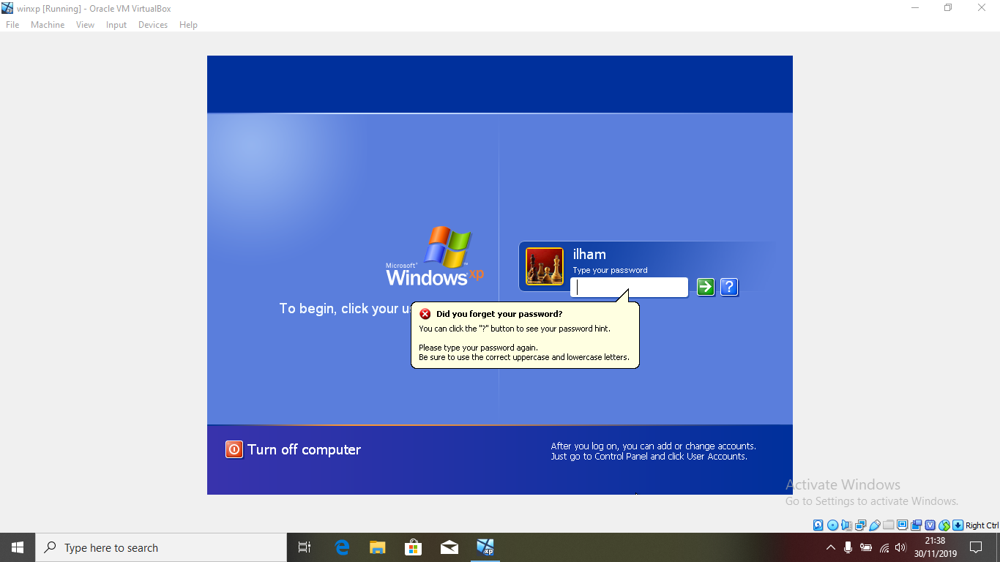 winxp [Running] - Oracle VM VirtualBox
File Machine View Input Devices Help
Microsoft®
Windows xp
™
To begin, click your us
ilham
Type your password
?
Did you forget your password?
You can click the "?" button to see your password hint.
Please type your password again.
Be sure to use the correct uppercase and lowercase letters.
Turn off computer
After you log on, you can add or change accounts.
Just go to Control Panel and click User Accounts.
Activate Windows
Go to Settings to activate Windows.
Right Ctrl
Type here to search
xp
21:38
30/11/2019